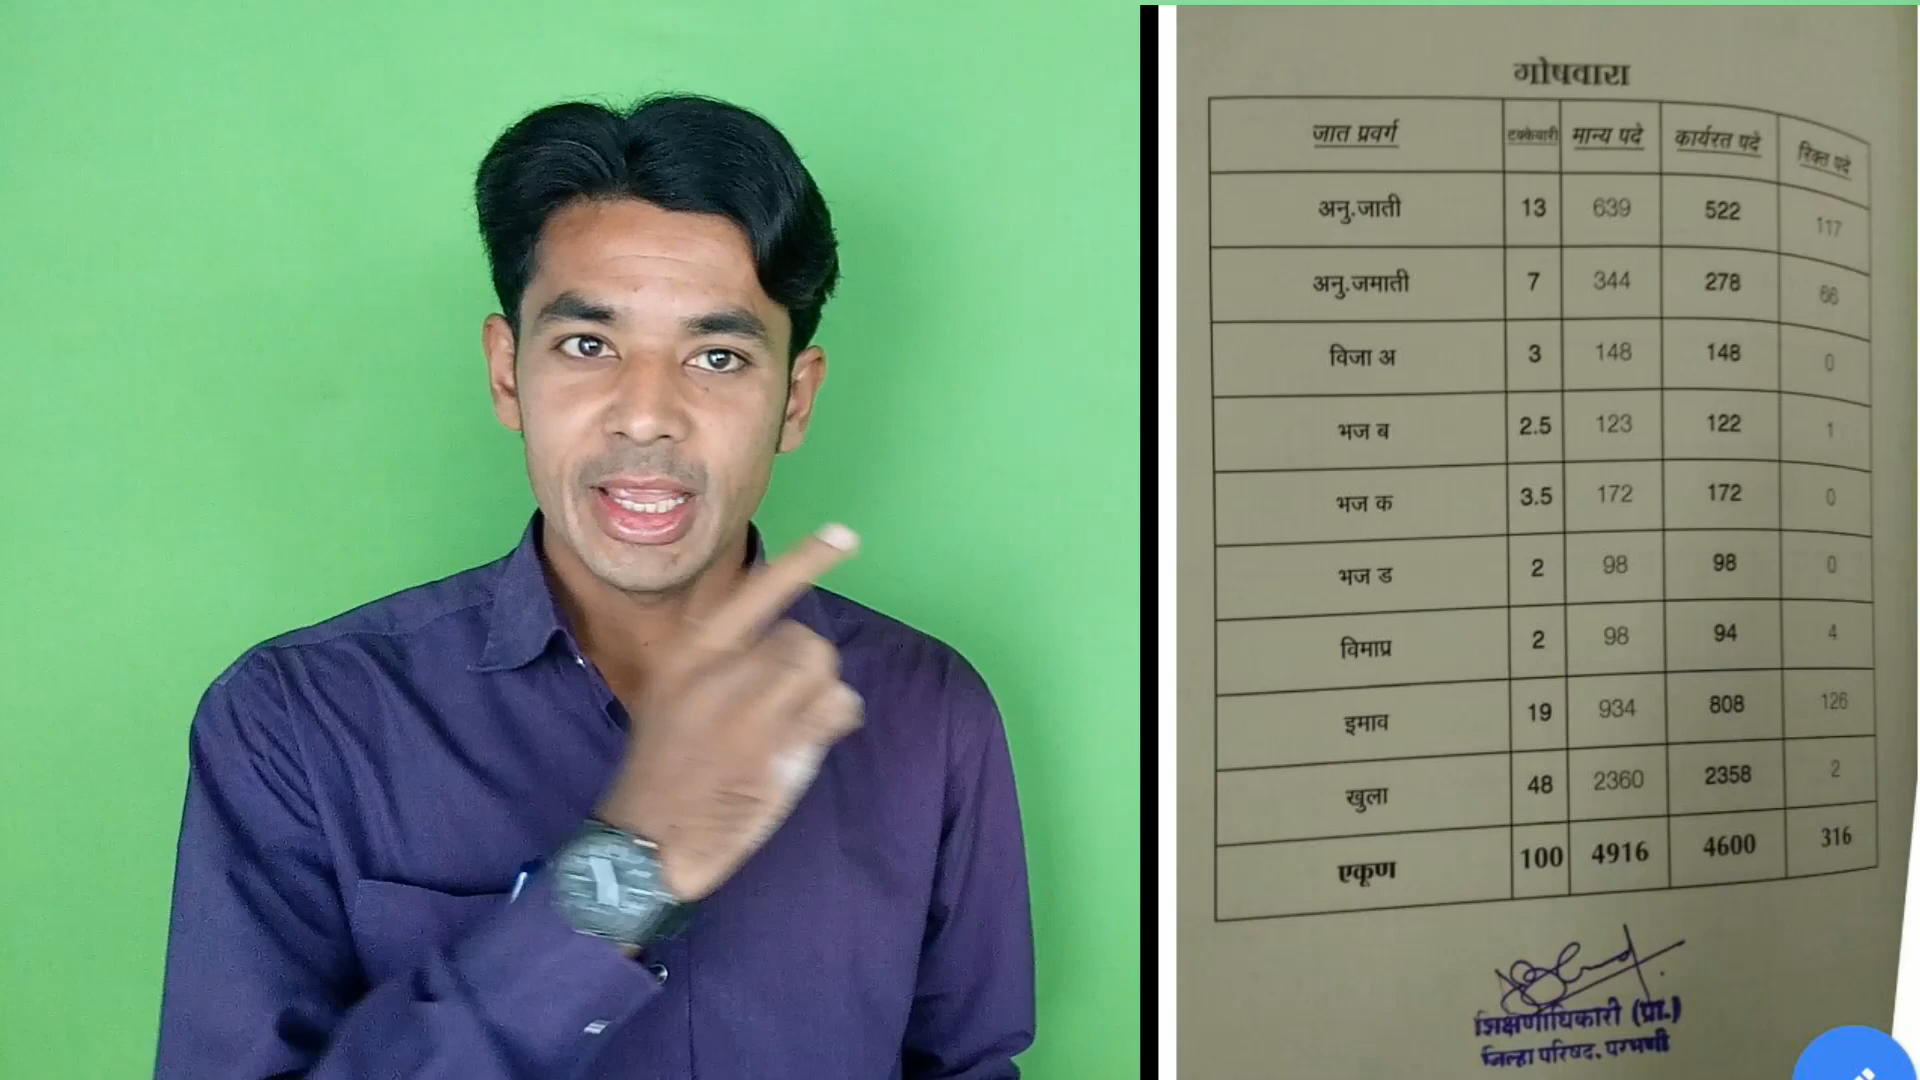 गोषवारा
जात प्रवर्ग टक्केवारी मान्य पदे कार्यरत पदे रिक्त पदे
अनु.जाती 13 639 522 117
अनु.जमाती 7 344 278 66
विजा अ 3 148 148 0
भज ब 2.5 123 122 1
भज क 3.5 172 172 0
भज ड 2 98 98 0
विमाप्र 2 98 94 4
इमाव 19 934 808 126
खुला 48 2360 2358 2
एकूण 100 4916 4600 316
शिक्षणाधिकारी (प्रा.)
जिल्हा परिषद, परभणी